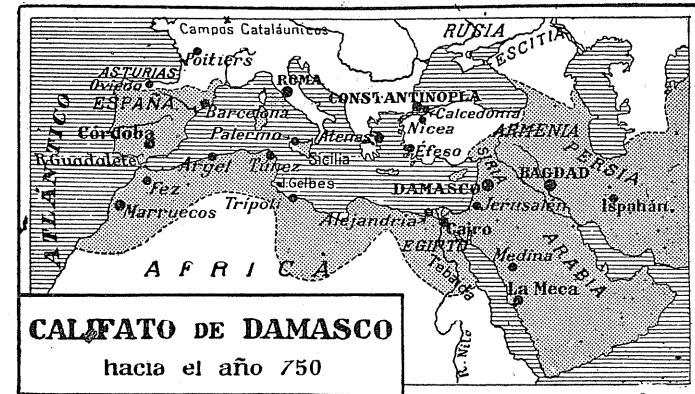 Campos Cataláunicos
RUSIA
ESCITIA
Poitiers
ASTURIAS
Oviedo
ROMA
ESPAÑA
Barcelona
CONSTANTINOPLA
Calcedonia
Nicea
ARMENIA
Córdoba
Palermo
Atenas
Éfeso
PERSIA
R. Guadalete
Argel
Túnez
Sicilia
SIRIA
ATLÁNTICO
Fez
I. Gelbes
DAMASCO
BAGDAD
Ispahán
Marruecos
Trípoli
Alejandría
Jerusalén
Cairo
EGIPTO
ARABIA
AFRICA
Tebaida
Medina
La Meca
R. Nilo
CALIFATO DE DAMASCO
hacia el año 750